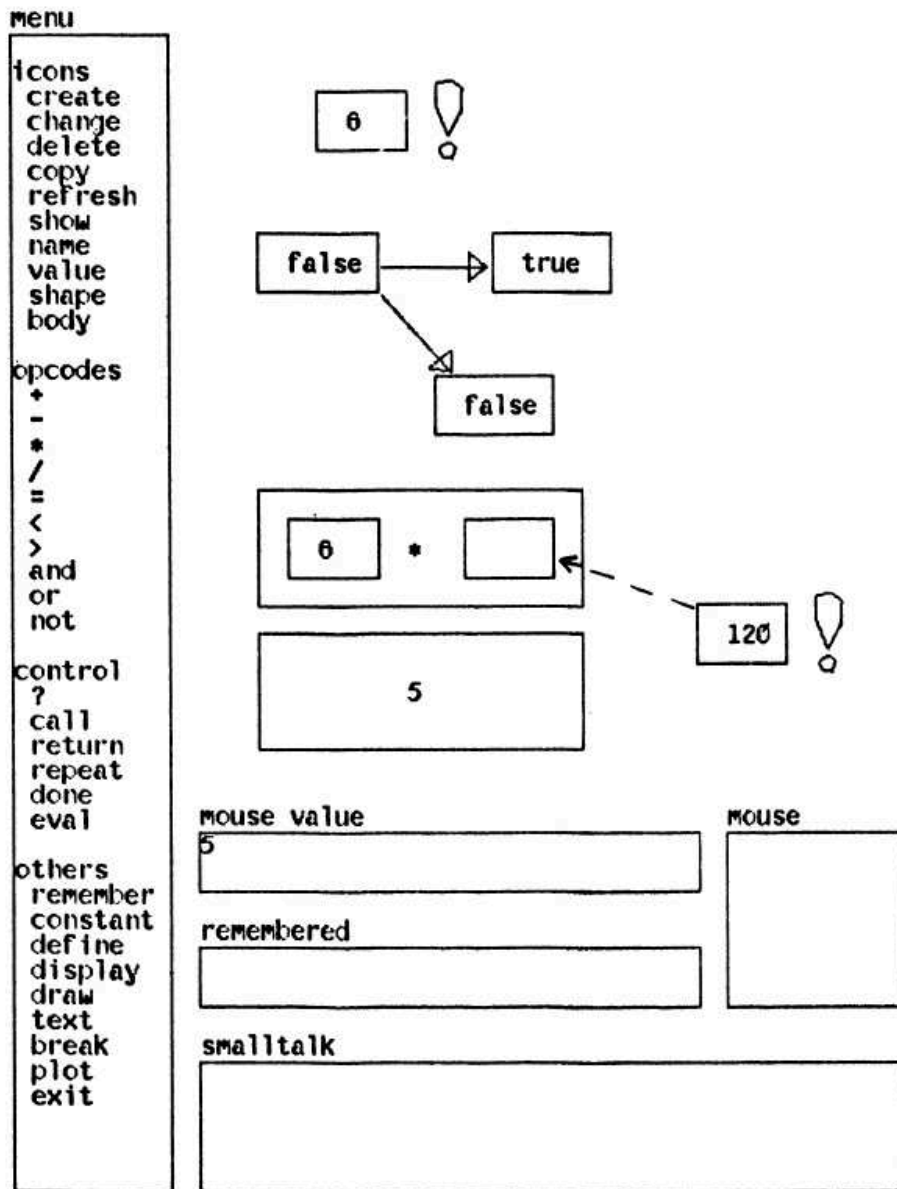 menu
icons
create
change
delete
copy
refresh
show
name
value
shape
body
opcodes
+
-
*
/
=
<
>
and
or
not
control
?
call
return
repeat
done
eval
others
remember
constant
define
display
draw
text
break
plot
exit
6
false
true
false
6 *
120
5
mouse value
5
mouse
remembered
smalltalk